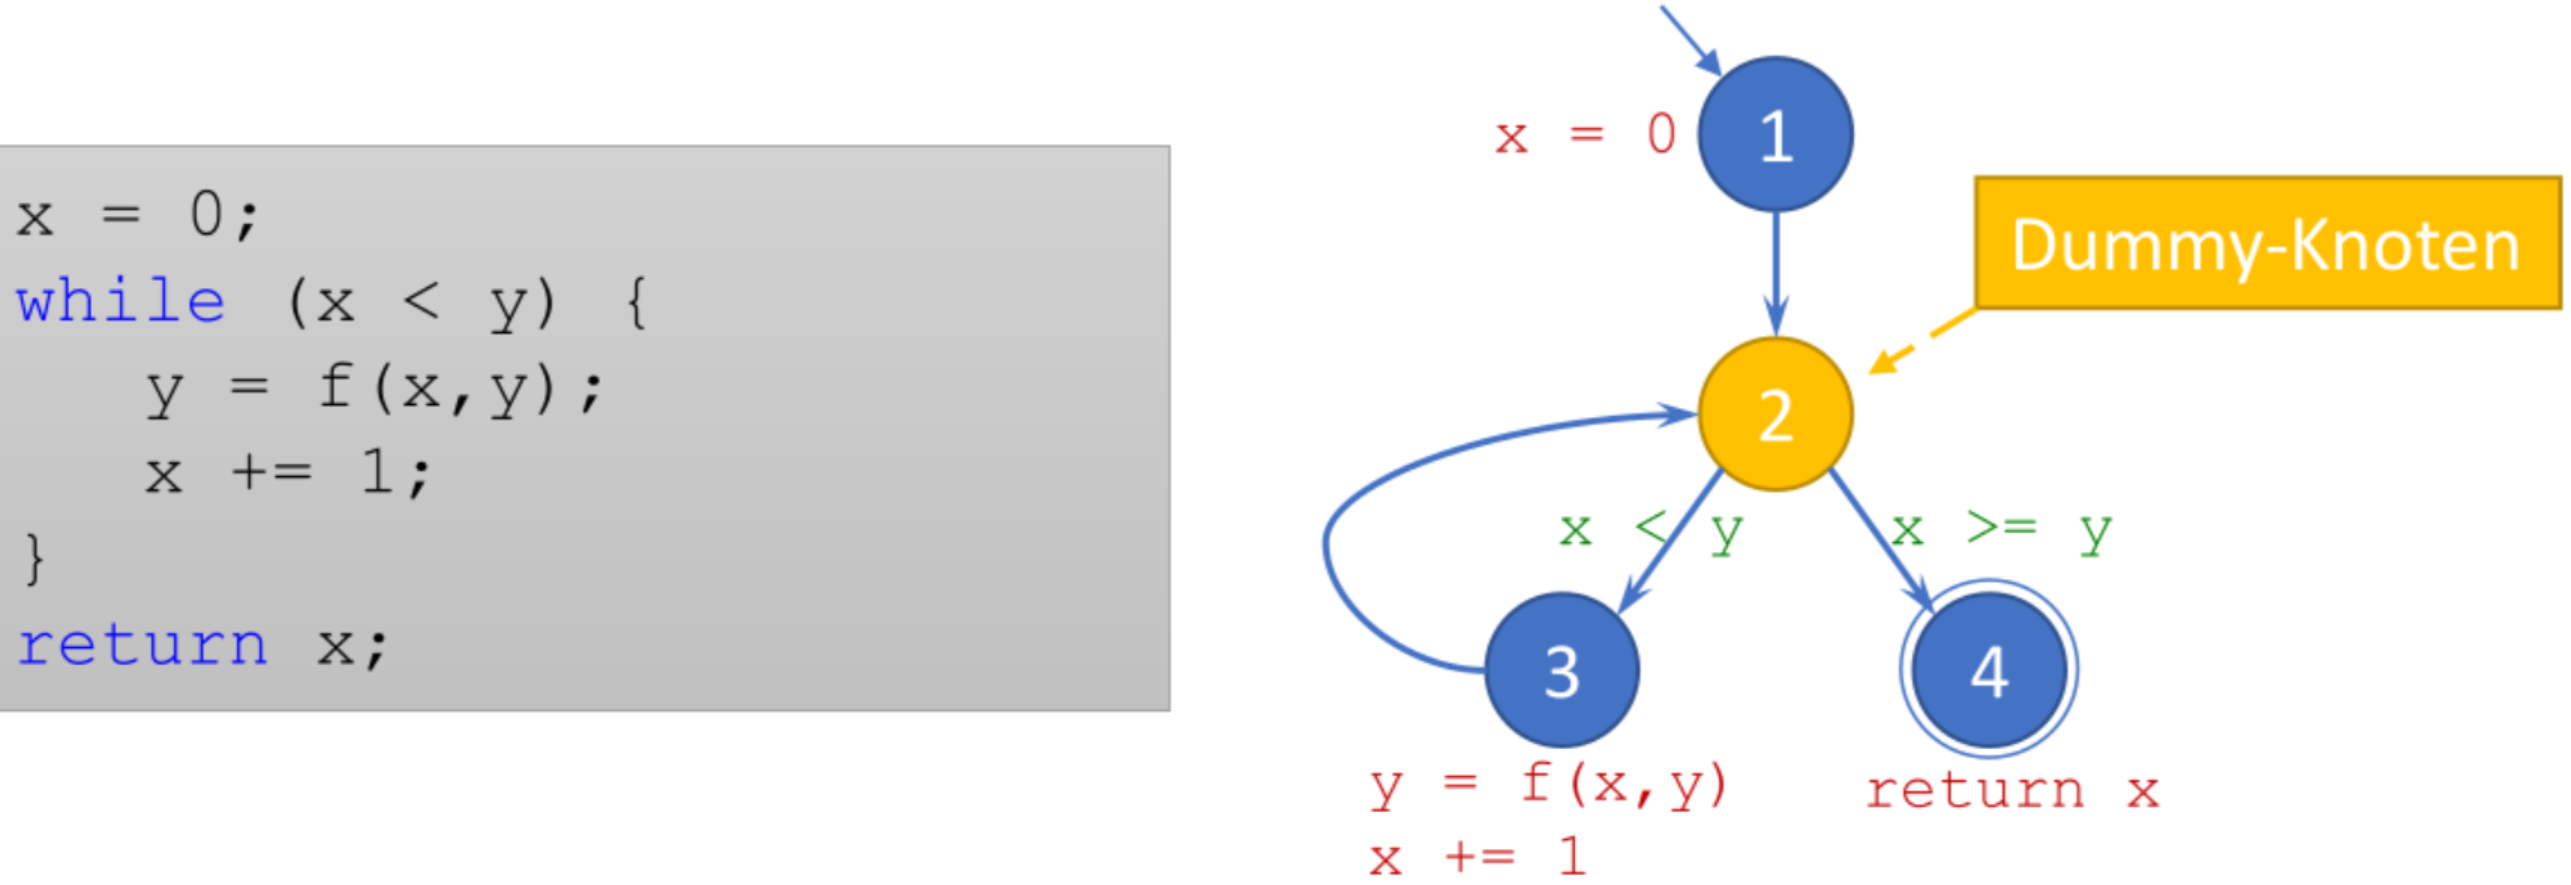 x = 0;
while (x < y) {
   y = f(x,y);
   x += 1;
}
return x;
x = 0
1
Dummy-Knoten
2
x < y
x >= y
3
4
y = f(x,y)
x += 1
return x